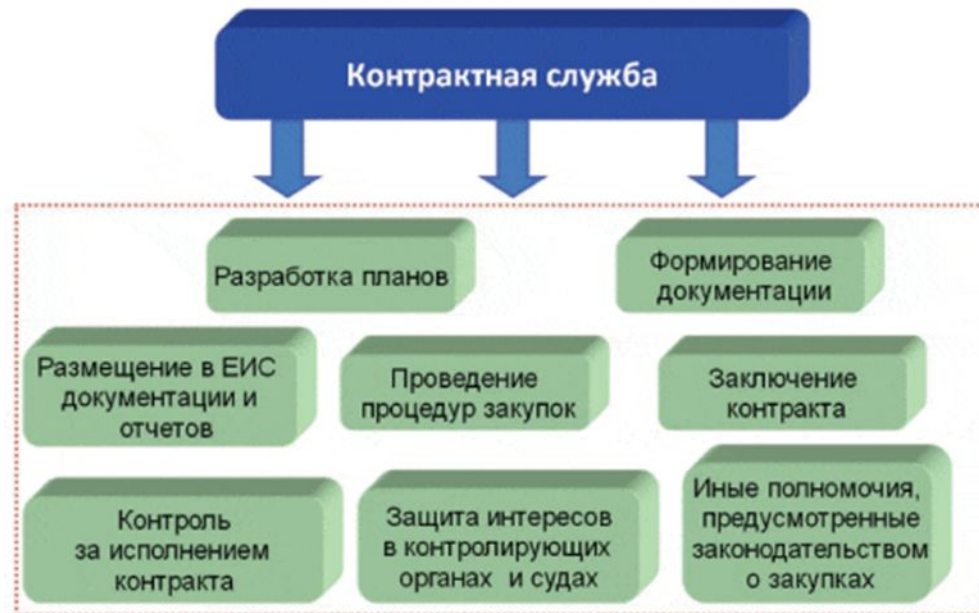 Контрактная служба
Разработка планов
Формирование
документации
Размещение в ЕИС
документации и
отчетов
Проведение
процедур закупок
Заключение
контракта
Контроль
за исполнением
контракта
Защита интересов
в контролирующих
органах и судах
Иные полномочия,
предусмотренные
законодательством
о закупках